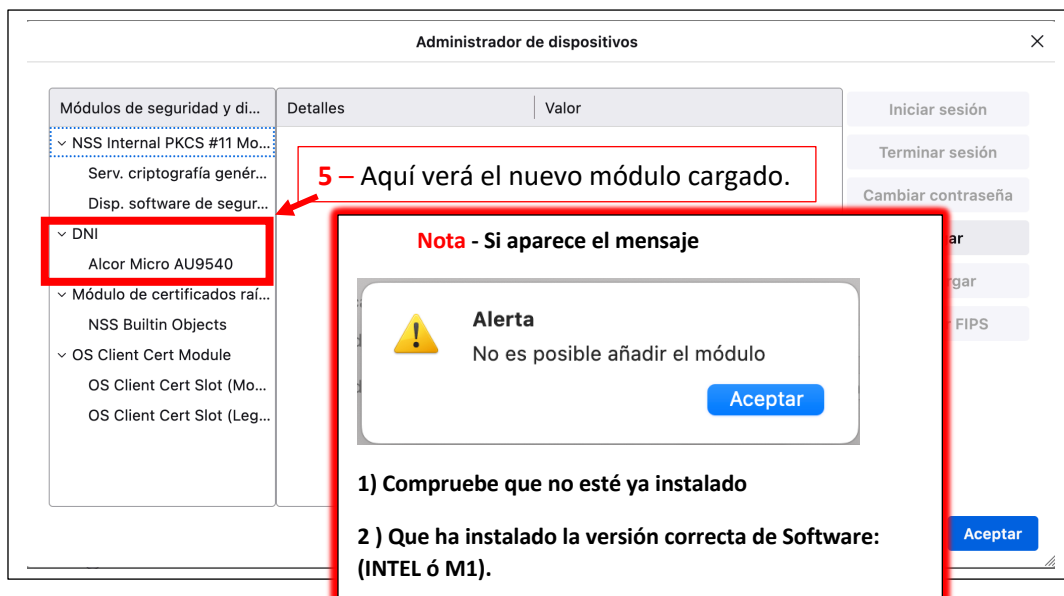 Administrador de dispositivos
Módulos de seguridad y di...
Detalles
Valor
NSS Internal PKCS #11 Mo...
Serv. criptografía genér...
Disp. software de segur...
DNI
Alcor Micro AU9540
Módulo de certificados raí...
NSS Builtin Objects
OS Client Cert Module
OS Client Cert Slot (Mo...
OS Client Cert Slot (Leg...
5 – Aquí verá el nuevo módulo cargado.
Iniciar sesión
Terminar sesión
Cambiar contraseña
ar
gar
FIPS
Nota - Si aparece el mensaje
Alerta
No es posible añadir el módulo
Aceptar
1) Compruebe que no esté ya instalado
2 ) Que ha instalado la versión correcta de Software:
(INTEL ó M1).
Aceptar